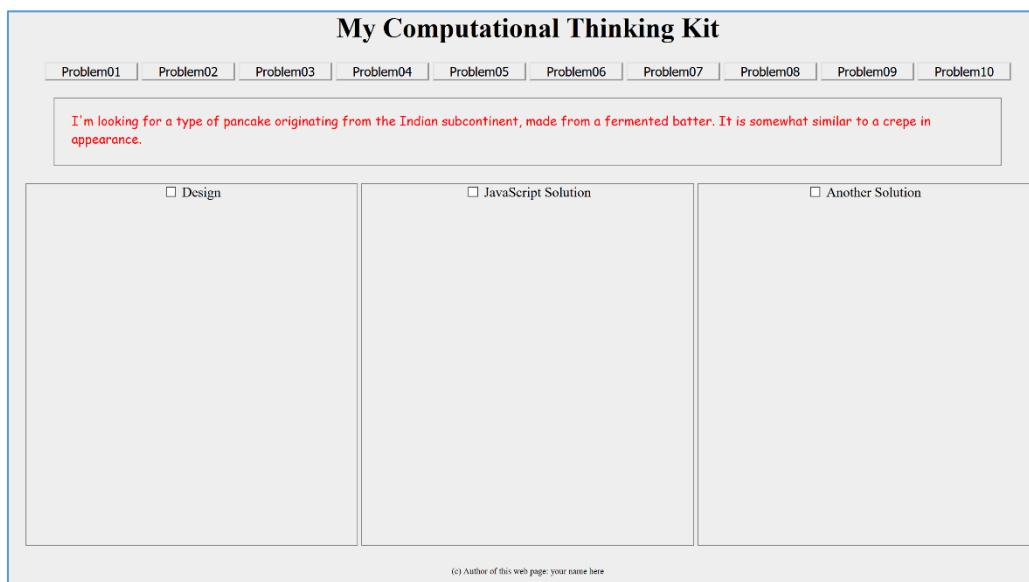 My Computational Thinking Kit
Problem01 Problem02 Problem03 Problem04 Problem05 Problem06 Problem07 Problem08 Problem09 Problem10
I'm looking for a type of pancake originating from the Indian subcontinent, made from a fermented batter. It is somewhat similar to a crepe in
appearance.
Design JavaScript Solution Another Solution
(c) Author of this web page: your name here